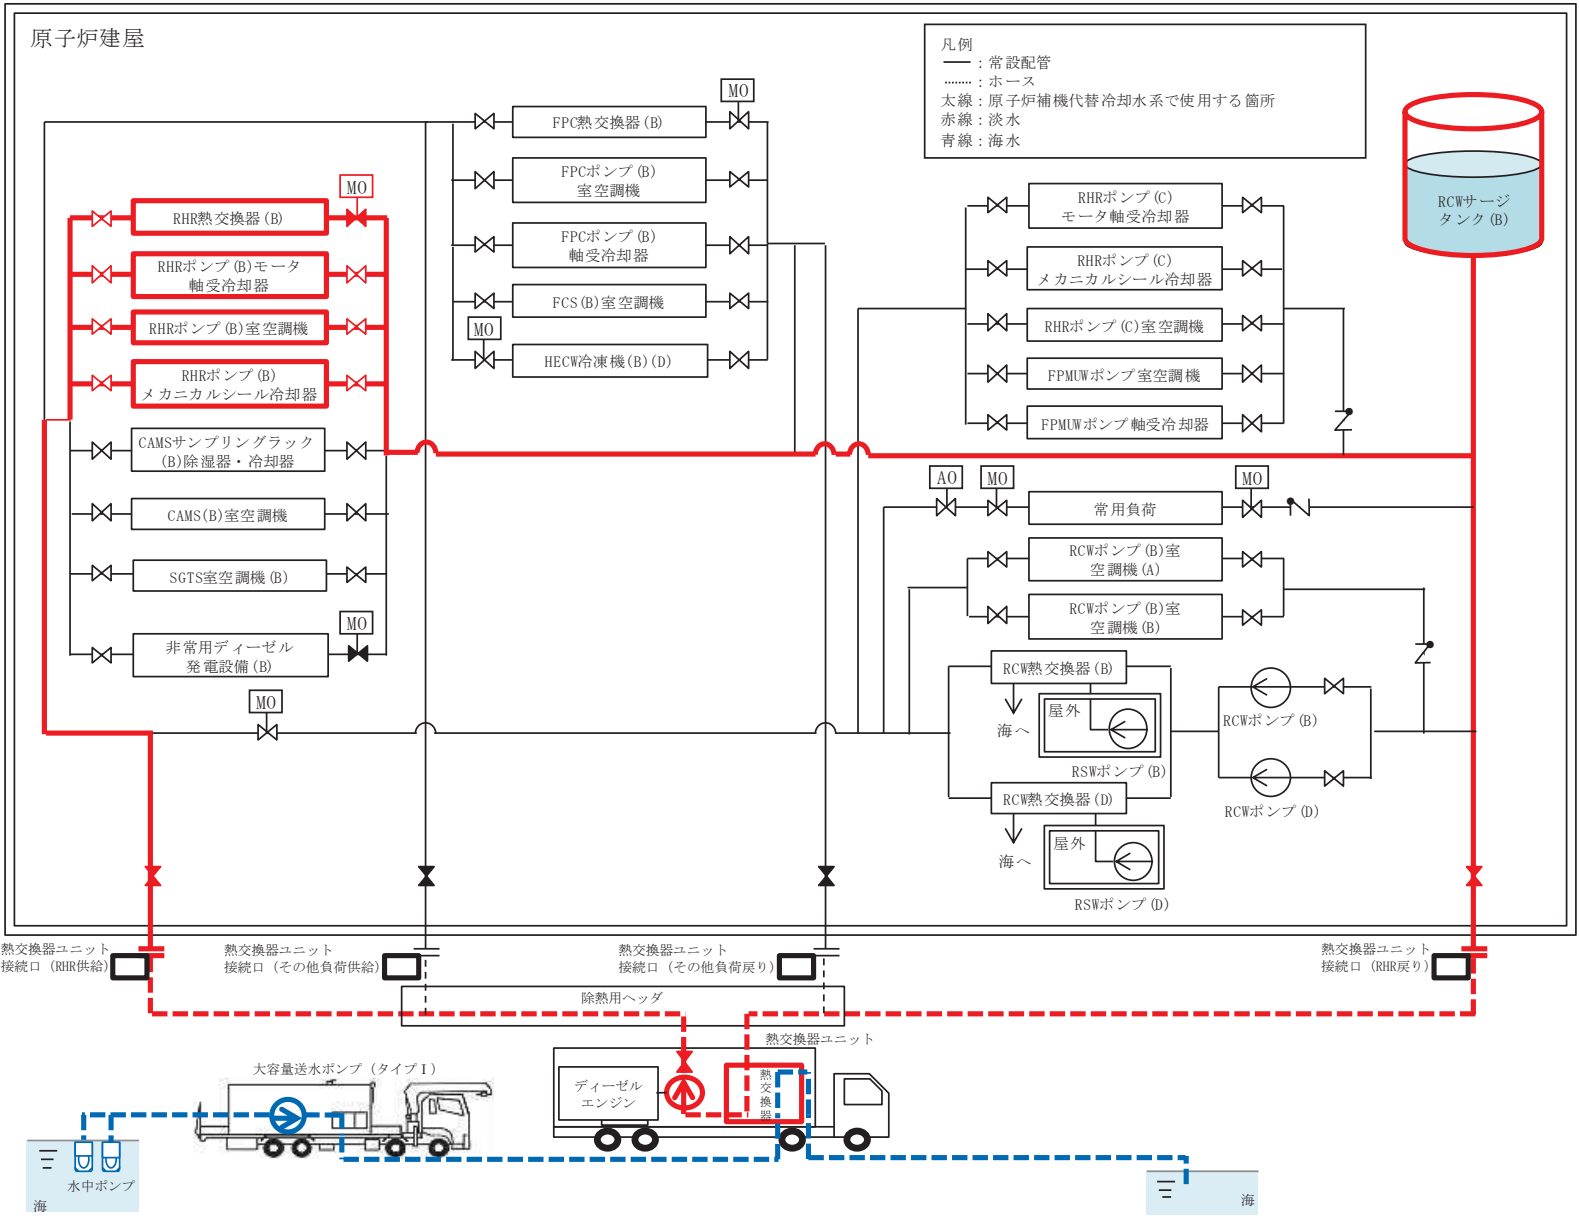 原子炉建屋
凡例
：常設配管
：ホース
太線：原子炉補機代替冷却水系で使用する箇所
赤線：淡水
青線：海水
MO
FPC熱交換器(B)
FPCポンプ(B)
室空調機
FPCポンプ(B)
軸受冷却器
FCS(B)室空調機
MO
HECW冷凍機(B)(D)
MO
RHR熱交換器(B)
RHRポンプ(B)モータ
軸受冷却器
RHRポンプ(B)室空調機
RHRポンプ(B)
メカニカルシール冷却器
CAMSサンプリングラック
(B)除湿器・冷却器
CAMS(B)室空調機
SGTS室空調機(B)
MO
非常用ディーゼル
発電設備(B)
MO
RHRポンプ(C)
モータ軸受冷却器
RHRポンプ(C)
メカニカルシール冷却器
RHRポンプ(C)室空調機
FPMUWポンプ室空調機
FPMUWポンプ軸受冷却器
RCWサージ
タンク(B)
AO
MO
MO
常用負荷
RCWポンプ(B)室
空調機(A)
RCWポンプ(B)室
空調機(B)
RCW熱交換器(B)
屋外
海へ
RSWポンプ(B)
RCW熱交換器(D)
屋外
海へ
RSWポンプ(D)
RCWポンプ(B)
RCWポンプ(D)
熱交換器ユニット
接続口（RHR供給）
熱交換器ユニット
接続口（その他負荷供給）
熱交換器ユニット
接続口（その他負荷戻り）
熱交換器ユニット
接続口（RHR戻り）
除熱用ヘッダ
熱交換器ユニット
ディーゼル
エンジン
熱交換器
大容量送水ポンプ（タイプⅠ）
水中ポンプ
海
海